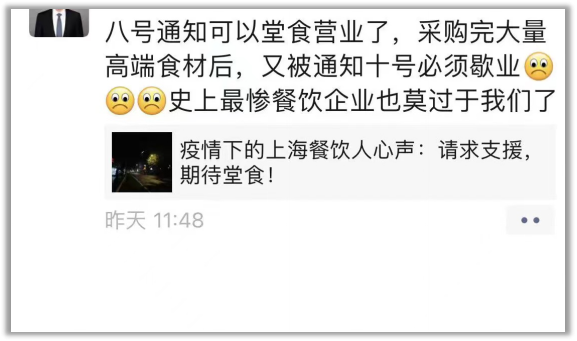 八号通知可以堂食营业了，采购完大量
高端食材后，又被通知十号必须歇业☹️
☹️☹️史上最惨餐饮企业也莫过于我们了
疫情下的上海餐饮人心声：请求支援，
期待堂食！
昨天 11:48